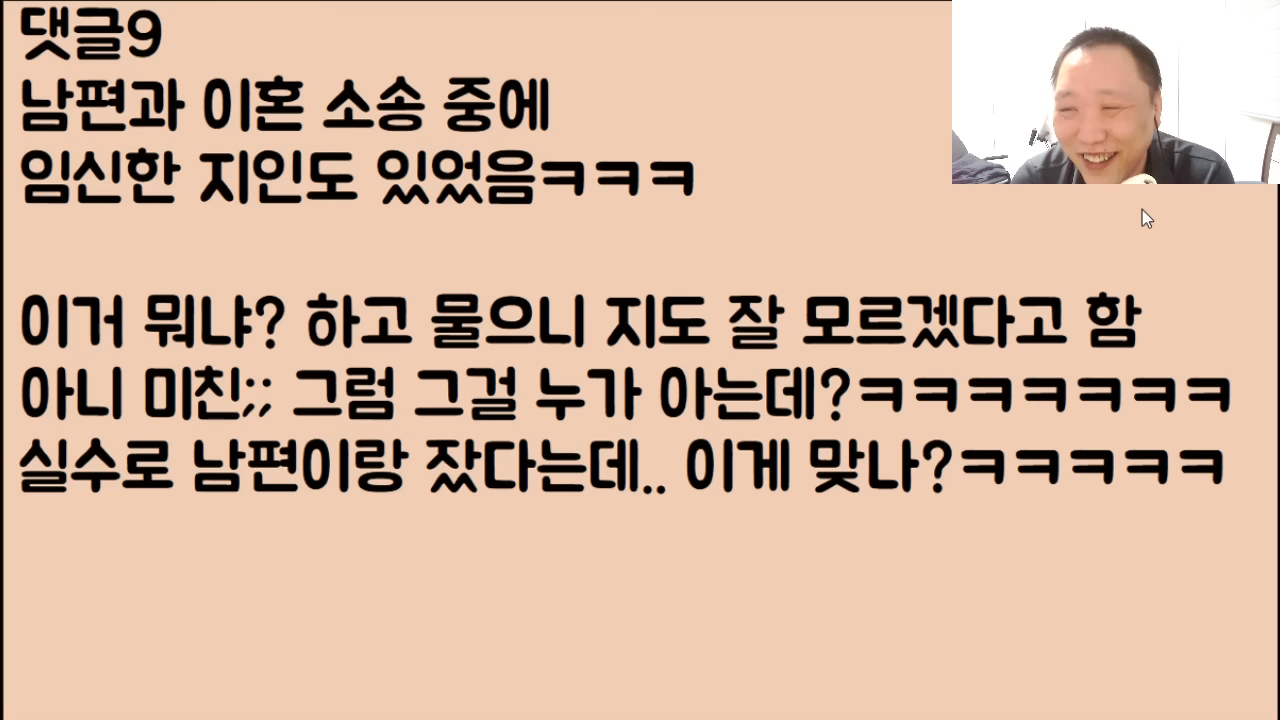 댓글9
남편과 이혼 소송 중에
임신한 지인도 있었음ㅋㅋㅋ
이거 뭐냐? 하고 물으니 지도 잘 모르겠다고 함
아니 미친;; 그럼 그걸 누가 아는데?ㅋㅋㅋㅋㅋㅋㅋ
실수로 남편이랑 잤다는데.. 이게 맞나?ㅋㅋㅋㅋㅋ